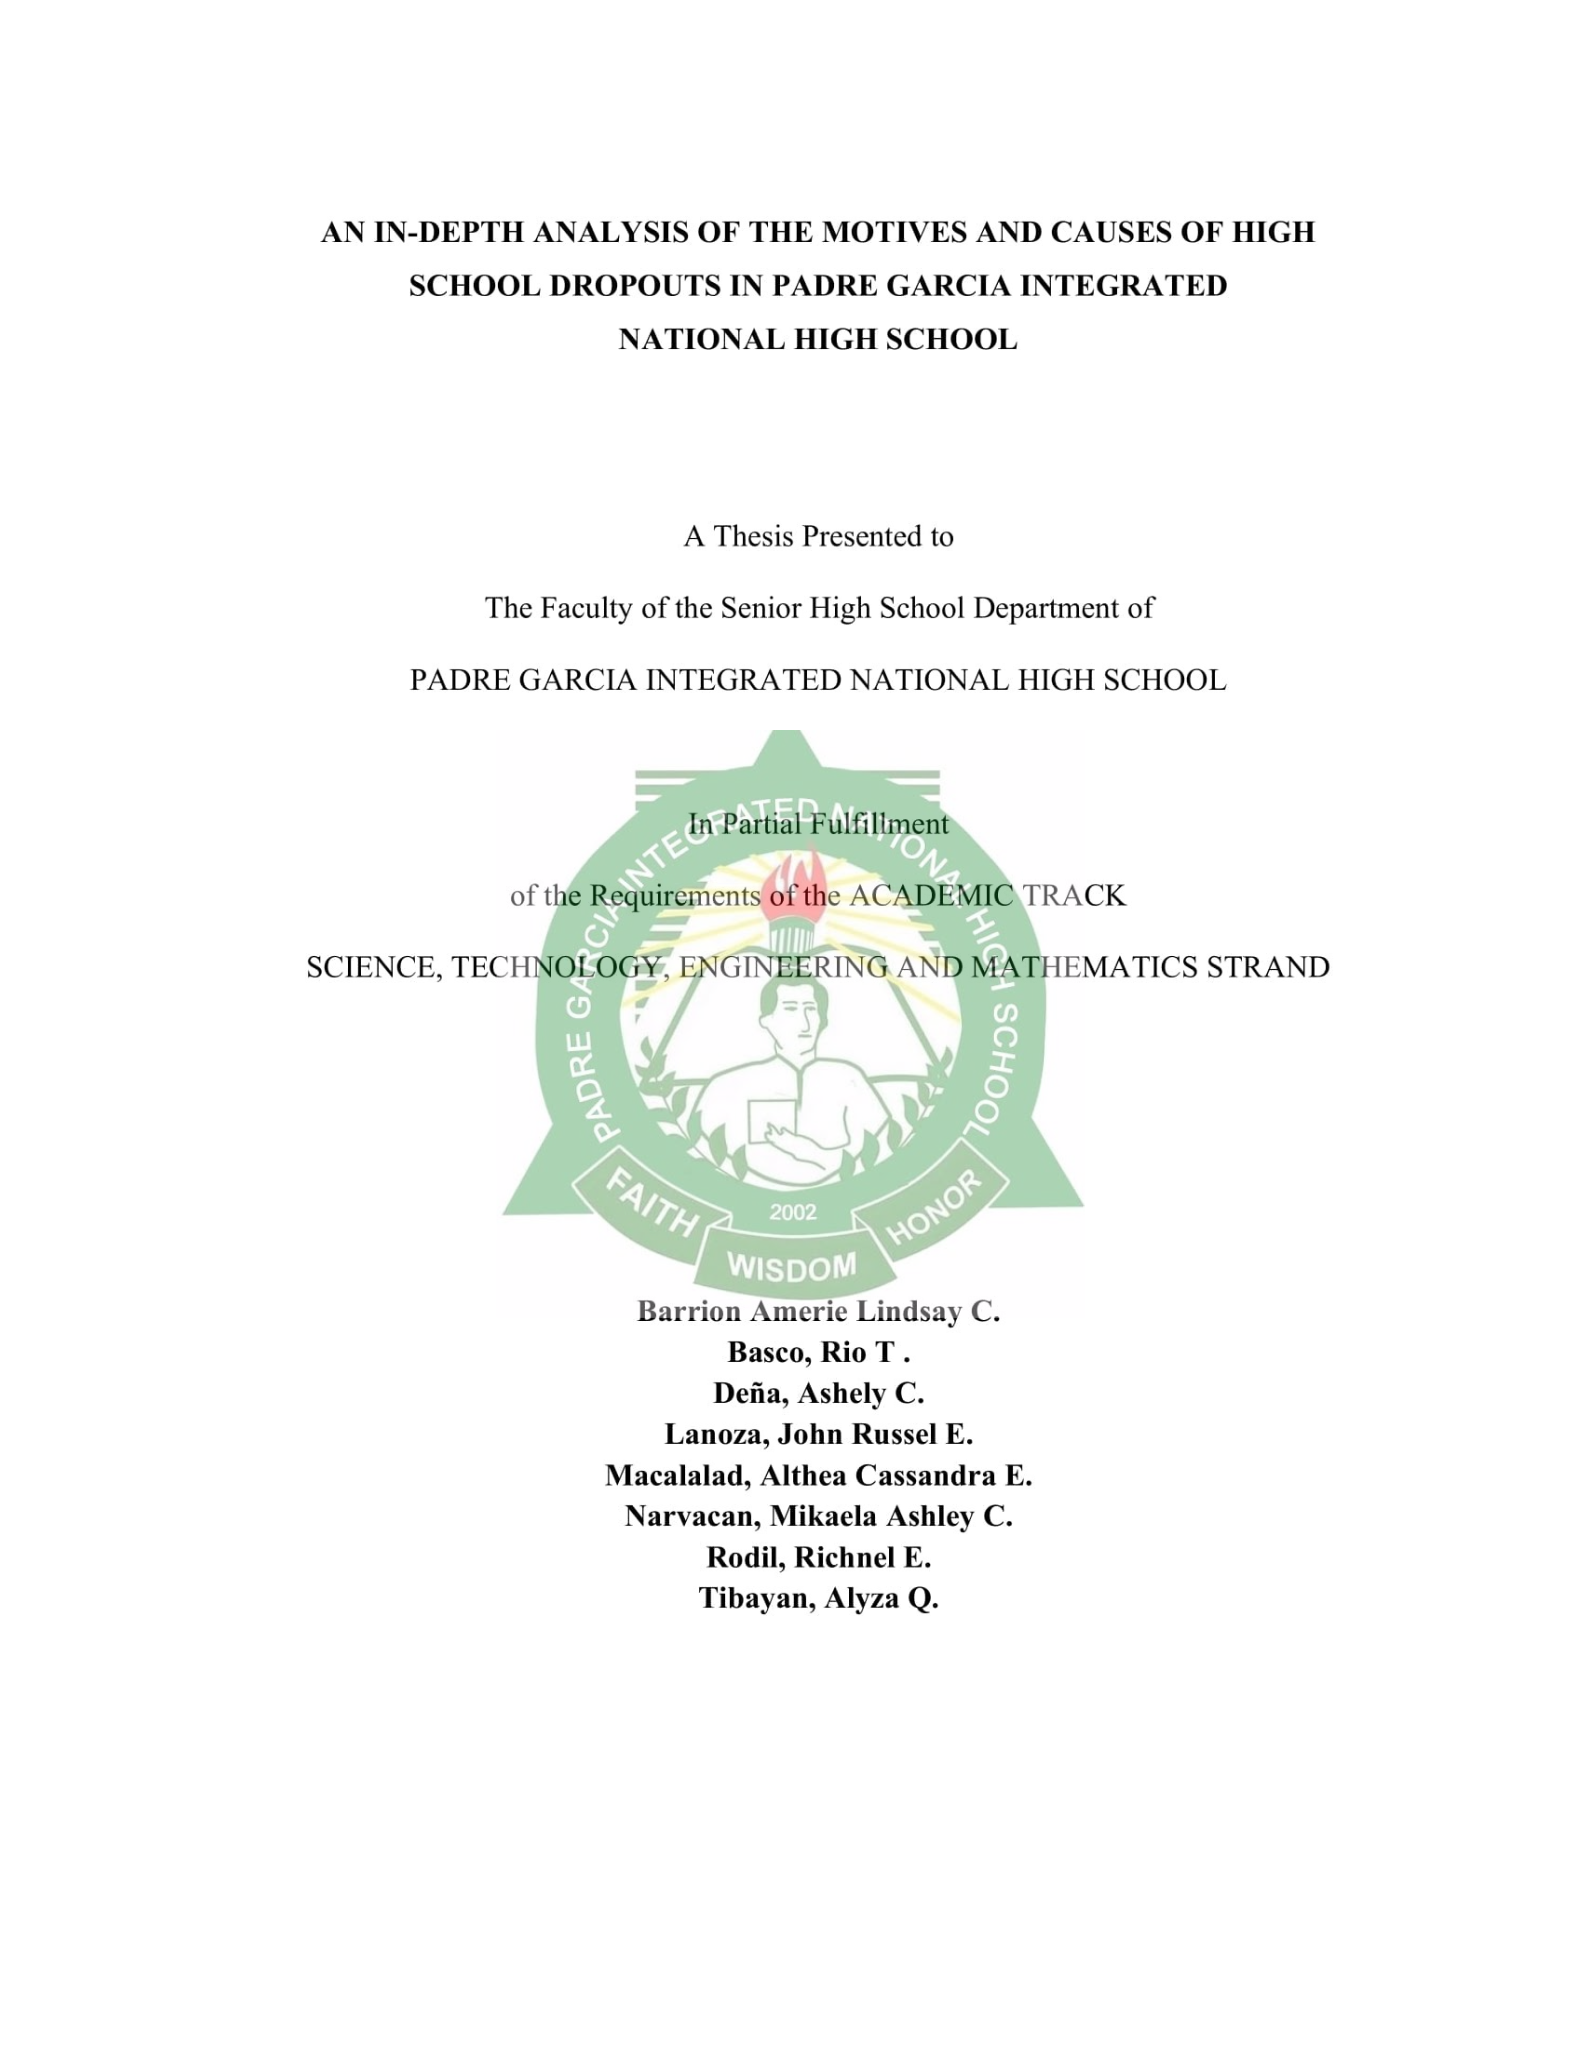 AN IN-DEPTH ANALYSIS OF THE MOTIVES AND CAUSES OF HIGH
SCHOOL DROPOUTS IN PADRE GARCIA INTEGRATED
NATIONAL HIGH SCHOOL
A Thesis Presented to
The Faculty of the Senior High School Department of
PADRE GARCIA INTEGRATED NATIONAL HIGH SCHOOL
In Partial Fulfillment
of the Requirements of the ACADEMIC TRACK
SCIENCE, TECHNOLOGY, ENGINEERING AND MATHEMATICS STRAND
PADRE GARCIA INTEGRATED NATIONAL HIGH SCHOOL
2002
FAITH
WISDOM
HONOR
Barrion Amerie Lindsay C.
Basco, Rio T .
Deña, Ashely C.
Lanoza, John Russel E.
Macalalad, Althea Cassandra E.
Narvacan, Mikaela Ashley C.
Rodil, Richnel E.
Tibayan, Alyza Q.